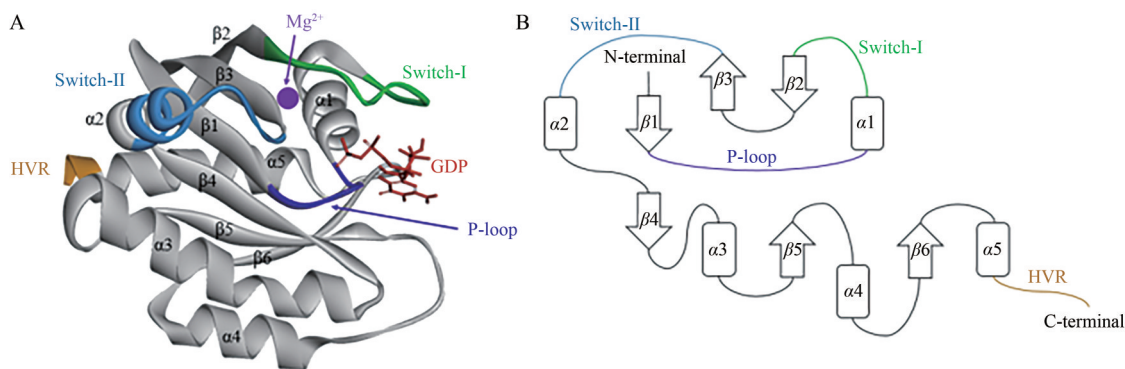 A
Mg²⁺
β2
Switch-I
Switch-II
β3
α1
α2
β1
HVR
α5
GDP
β4
P-loop
β5
α3
β6
α4
B
Switch-II
Switch-I
N-terminal
β3
β2
α2
β1
α1
P-loop
β4
α3
β5
β6
α5
α4
HVR
C-terminal